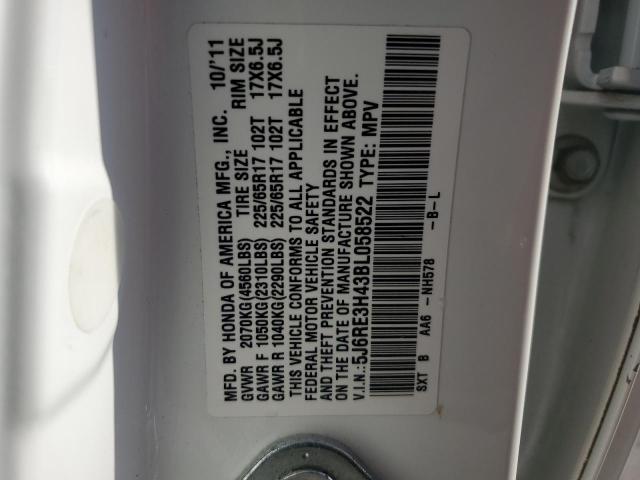 MFD. BY HONDA OF AMERICA MFG., INC. 10/'11
GVWR 2070KG(4560LBS) TIRE SIZE RIM SIZE
GAWR F 1050KG(2310LBS) 225/65R17 102T 17X6.5J
GAWR R 1040KG(2290LBS) 225/65R17 102T 17X6.5J
THIS VEHICLE CONFORMS TO ALL APPLICABLE
FEDERAL MOTOR VEHICLE SAFETY
AND THEFT PREVENTION STANDARDS IN EFFECT
ON THE DATE OF MANUFACTURE SHOWN ABOVE.
V.I.N.:5J6RE3H43BL058522 TYPE: MPV
SXT B AA6 -NH578 -B-L